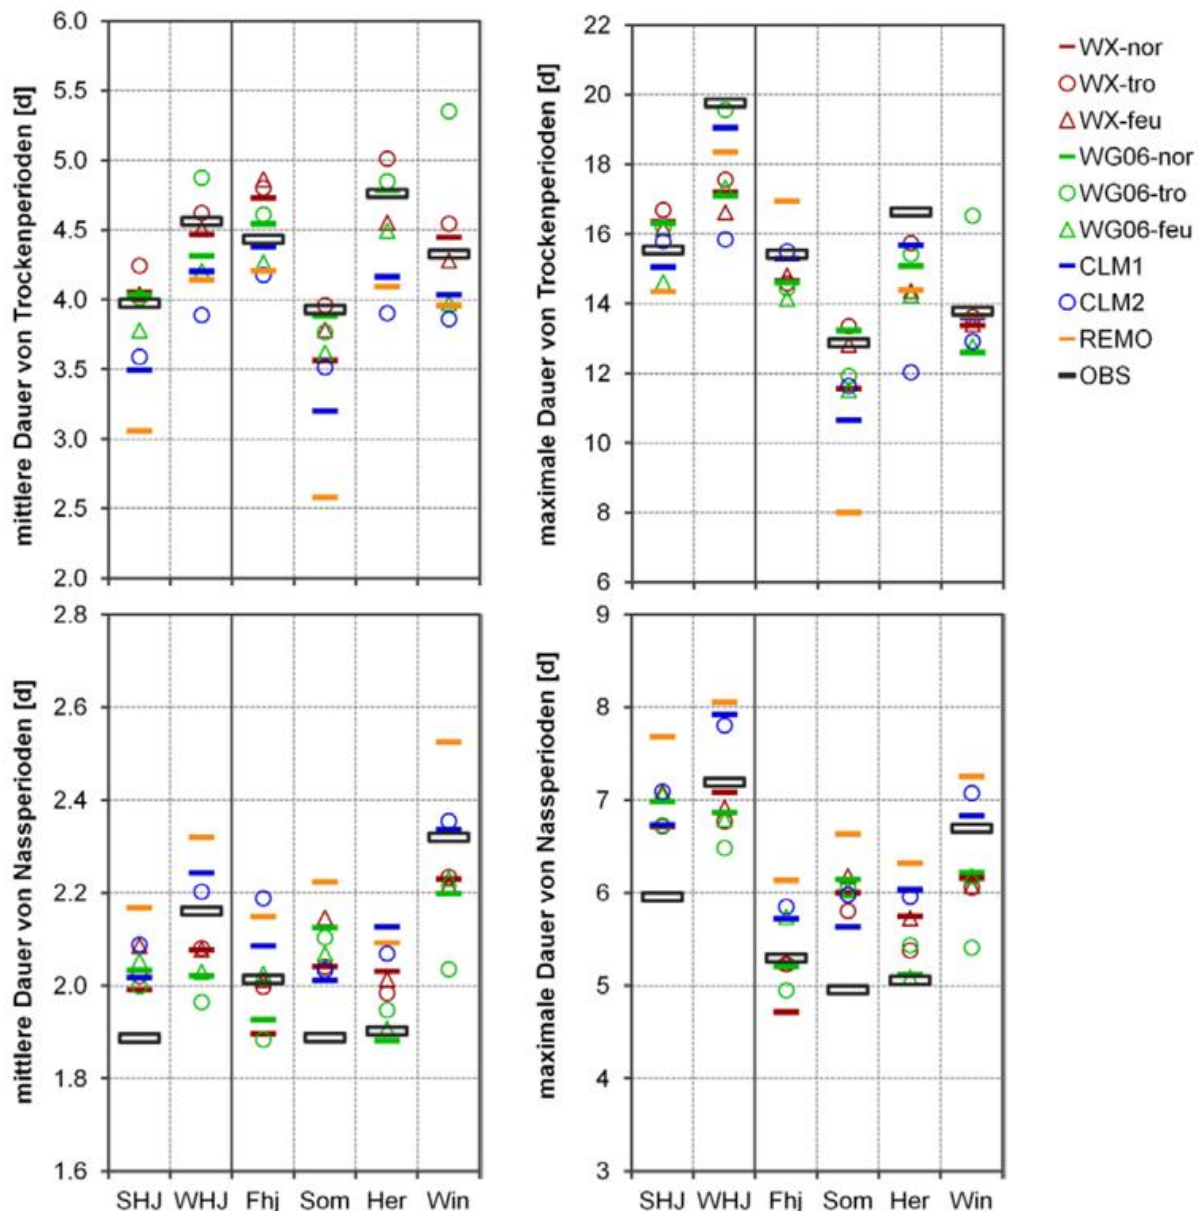 mittlere Dauer von Trockenperioden [d]
6.0
5.5
5.0
4.5
4.0
3.5
3.0
2.5
2.0
maximale Dauer von Trockenperioden [d]
22
20
18
16
14
12
10
8
6
WX-nor
WX-tro
WX-feu
WG06-nor
WG06-tro
WG06-feu
CLM1
CLM2
REMO
OBS
mittlere Dauer von Nassperioden [d]
2.8
2.6
2.4
2.2
2.0
1.8
1.6
SHJ WHJ Fhj Som Her Win
maximale Dauer von Nassperioden [d]
9
8
7
6
5
4
3
SHJ WHJ Fhj Som Her Win